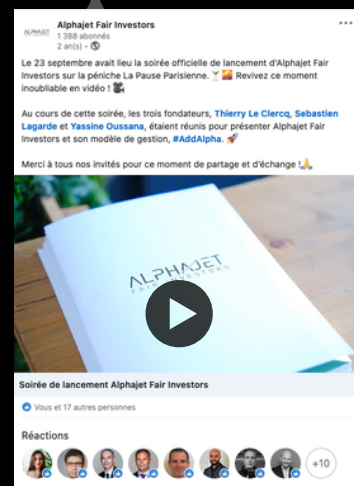 Alphajet Fair Investors
1 388 abonnés
2 an(s) •
Le 23 septembre avait lieu la soirée officielle de lancement d'Alphajet Fair
Investors sur la péniche La Pause Parisienne. 🍸🌇 Revivez ce moment
inoubliable en vidéo ! 🎥
Au cours de cette soirée, les trois fondateurs, Thierry Le Clercq, Sebastien
Lagarde et Yassine Oussana, étaient réunis pour présenter Alphajet Fair
Investors et son modèle de gestion, #AddAlpha. 🚀
Merci à tous nos invités pour ce moment de partage et d'échange !🙏
ALPHAJET
FAIR INVESTORS
Soirée de lancement Alphajet Fair Investors
Vous et 17 autres personnes
Réactions
+10